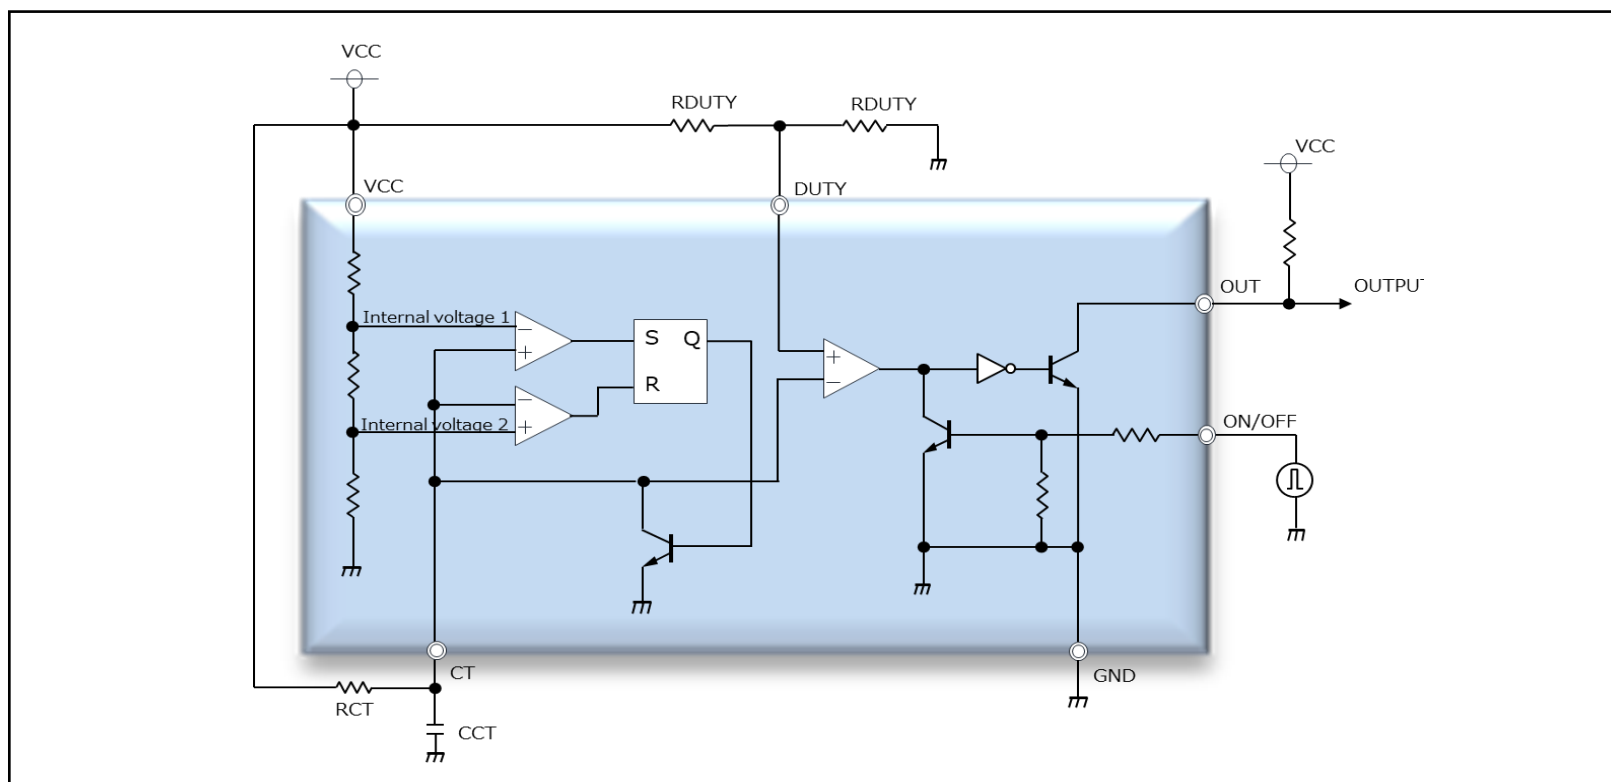 VCC
RDUTY
RDUTY
VCC
VCC
DUTY
OUT
OUTPU
Internal voltage 1
S Q
R
Internal voltage 2
ON/OFF
CT
GND
RCT
CCT